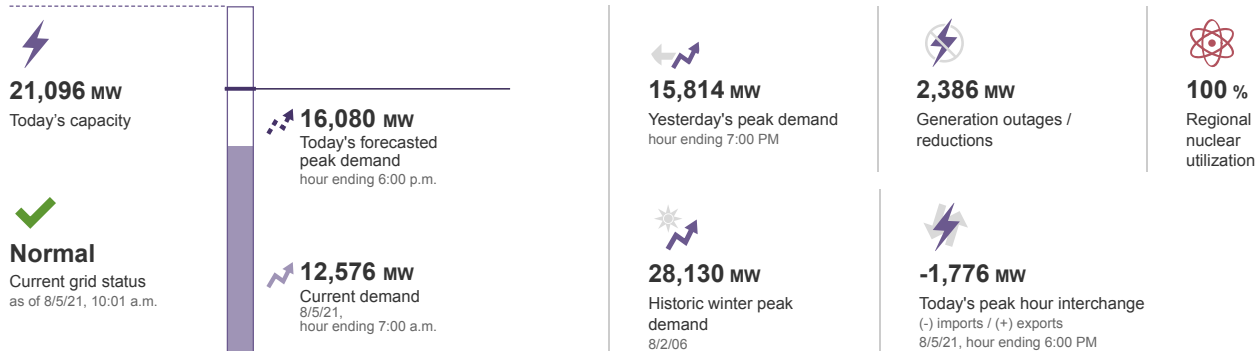 21,096 MW
Today's capacity
Normal
Current grid status
as of 8/5/21, 10:01 a.m.
16,080 MW
Today's forecasted
peak demand
hour ending 6:00 p.m.
12,576 MW
Current demand
8/5/21,
hour ending 7:00 a.m.
15,814 MW
Yesterday's peak demand
hour ending 7:00 PM
2,386 MW
Generation outages /
reductions
100 %
Regional
nuclear
utilization
28,130 MW
Historic winter peak
demand
8/2/06
-1,776 MW
Today's peak hour interchange
(-) imports / (+) exports
8/5/21, hour ending 6:00 PM